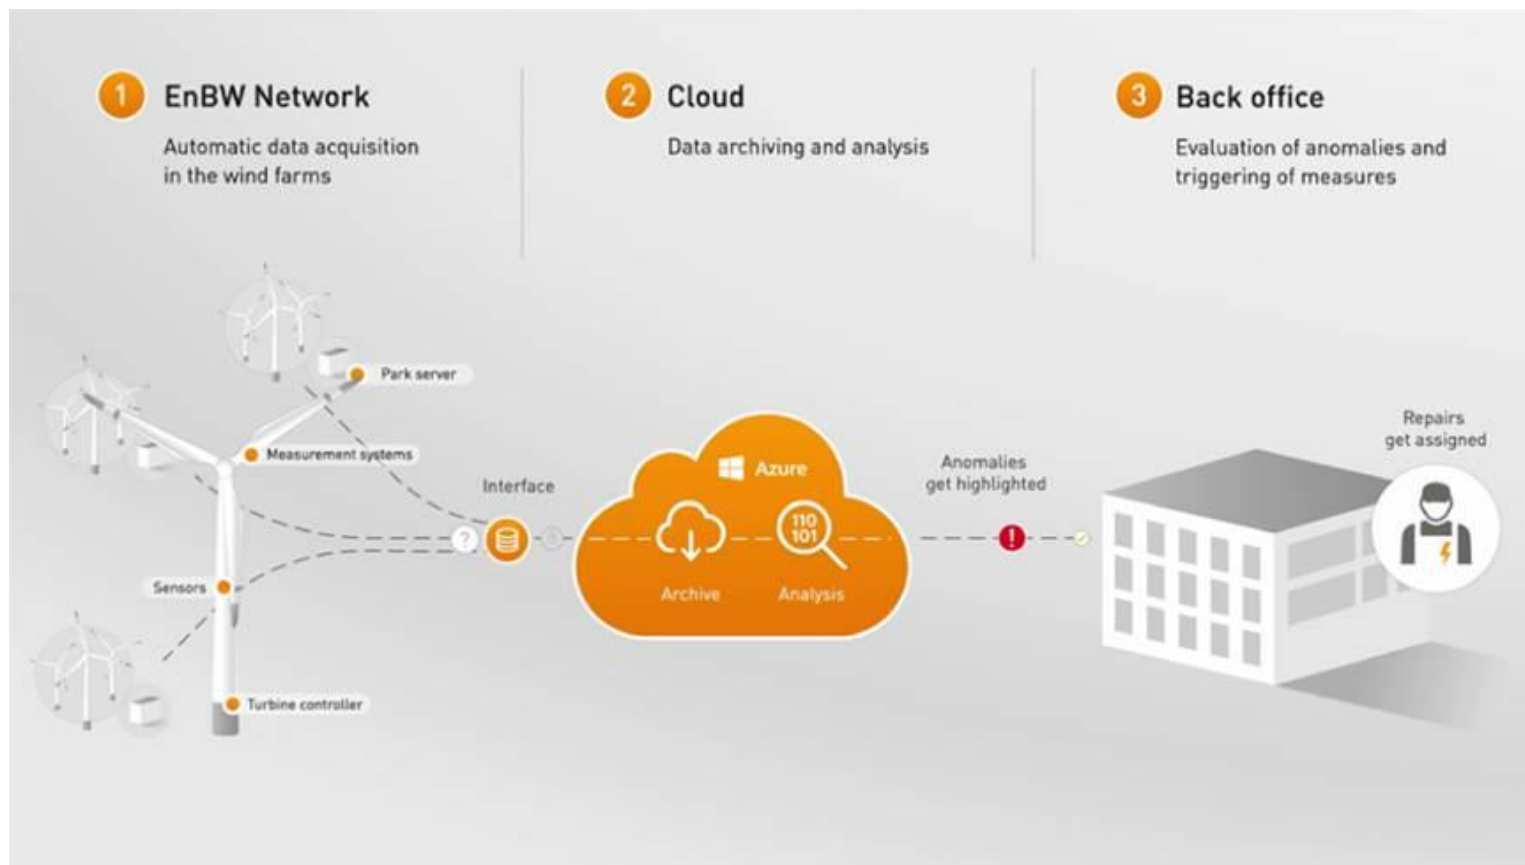 1
EnBW Network
Automatic data acquisition
in the wind farms
2
Cloud
Data archiving and analysis
3
Back office
Evaluation of anomalies and
triggering of measures
Park server
Measurement systems
Sensors
Turbine controller
Interface
?
Azure
110
101
Archive
Analysis
Anomalies
get highlighted
!
Repairs
get assigned